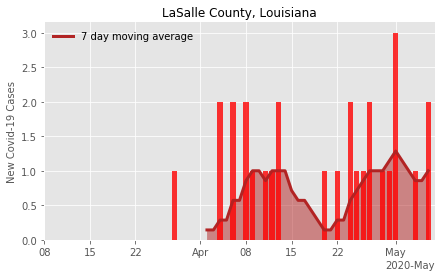 LaSalle County, Louisiana
7 day moving average
New Covid-19 Cases
3.0
2.5
2.0
1.5
1.0
0.5
0.0
08 15 22 Apr 08 15 22 May
2020-May